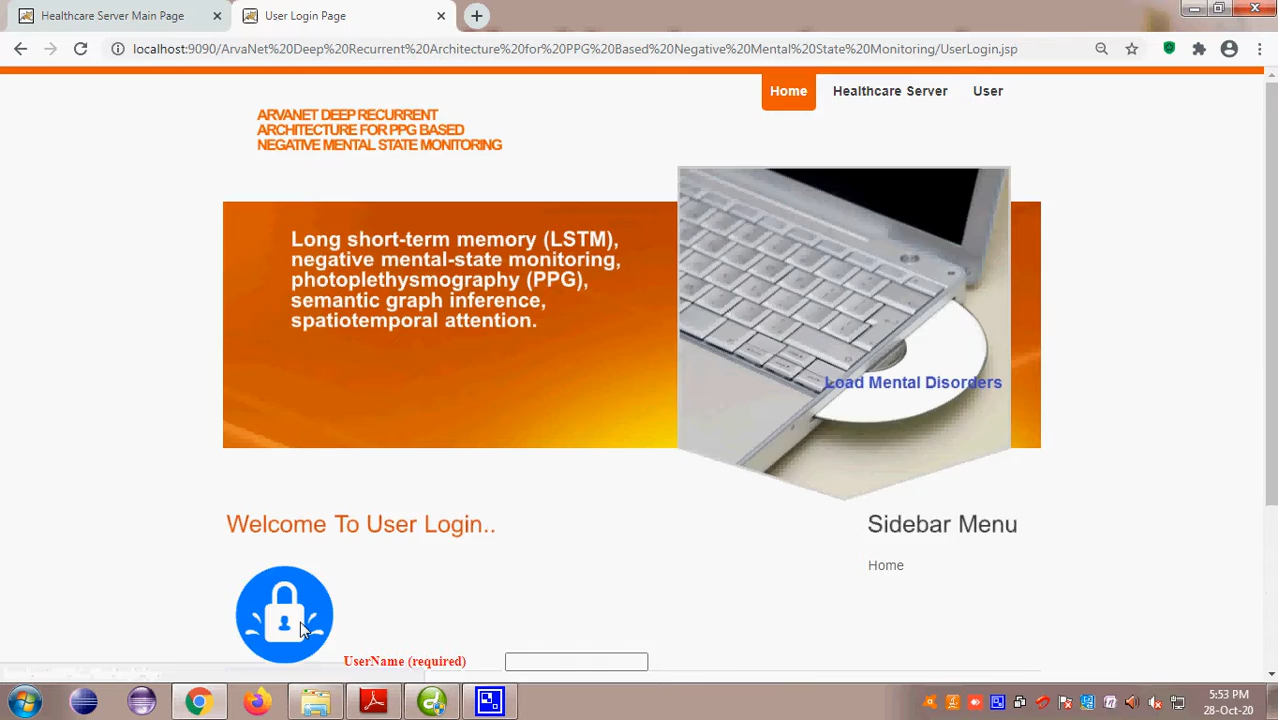 Healthcare Server Main Page
User Login Page
localhost:9090/ArvaNet%20Deep%20Recurrent%20Architecture%20for%20PPG%20Based%20Negative%20Mental%20State%20Monitoring/UserLogin.jsp
Home
Healthcare Server
User
ARVANET DEEP RECURRENT
ARCHITECTURE FOR PPG BASED
NEGATIVE MENTAL STATE MONITORING
Long short-term memory (LSTM),
negative mental-state monitoring,
photoplethysmography (PPG),
semantic graph inference,
spatiotemporal attention.
Load Mental Disorders
Welcome To User Login..
Sidebar Menu
Home
UserName (required)
5:53 PM
28-Oct-20